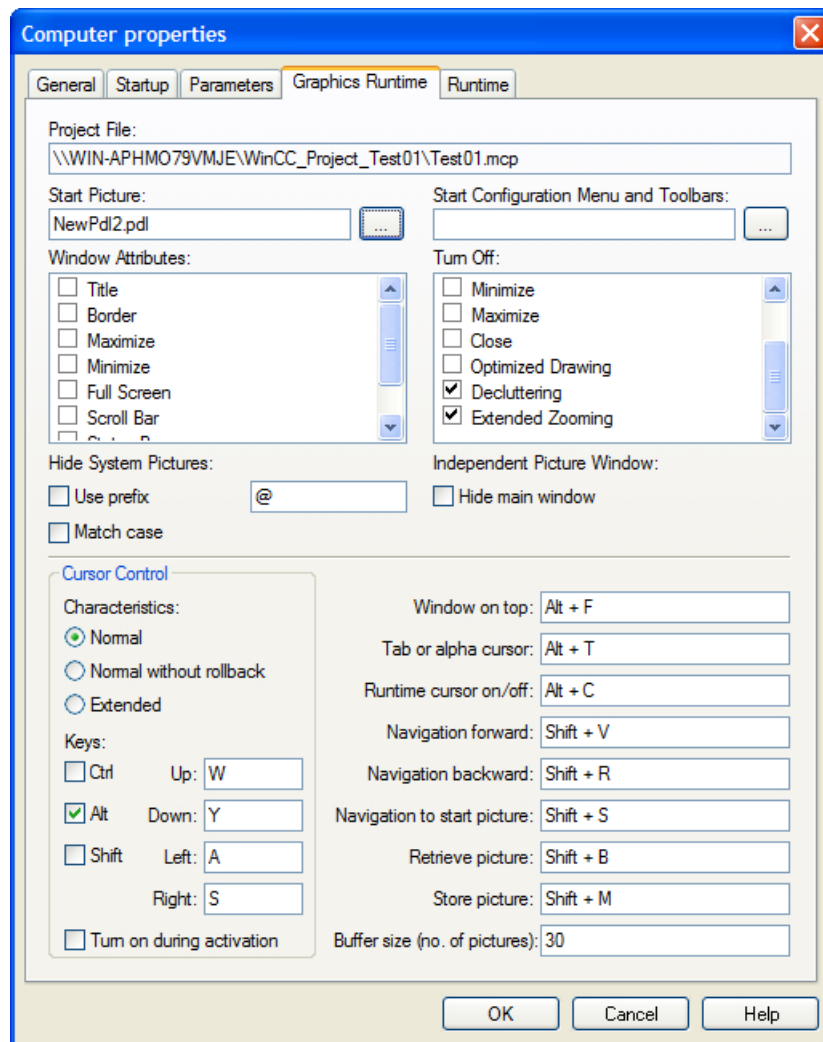 Computer properties
General Startup Parameters Graphics Runtime Runtime
Project File:
\\WIN-APHMO79VMJE\WinCC_Project_Test01\Test01.mcp
Start Picture: Start Configuration Menu and Toolbars:
NewPdl2.pdl ... ...
Window Attributes: Turn Off:
Title Minimize
Border Maximize
Maximize Close
Minimize Optimized Drawing
Full Screen Decluttering
Scroll Bar Extended Zooming
Hide System Pictures: Independent Picture Window:
Use prefix @ Hide main window
Match case
Cursor Control
Characteristics: Window on top: Alt + F
Normal Tab or alpha cursor: Alt + T
Normal without rollback Runtime cursor on/off: Alt + C
Extended Navigation forward: Shift + V
Keys:
Ctrl Up: W Navigation backward: Shift + R
Alt Down: Y Navigation to start picture: Shift + S
Shift Left: A Retrieve picture: Shift + B
Right: S Store picture: Shift + M
Turn on during activation Buffer size (no. of pictures): 30
OK Cancel Help